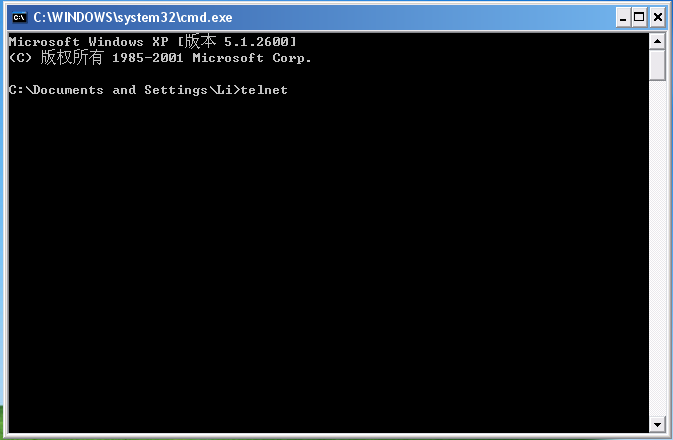 C:\WINDOWS\system32\cmd.exe
Microsoft Windows XP [版本 5.1.2600]
(C) 版权所有 1985-2001 Microsoft Corp.
C:\Documents and Settings\Li>telnet